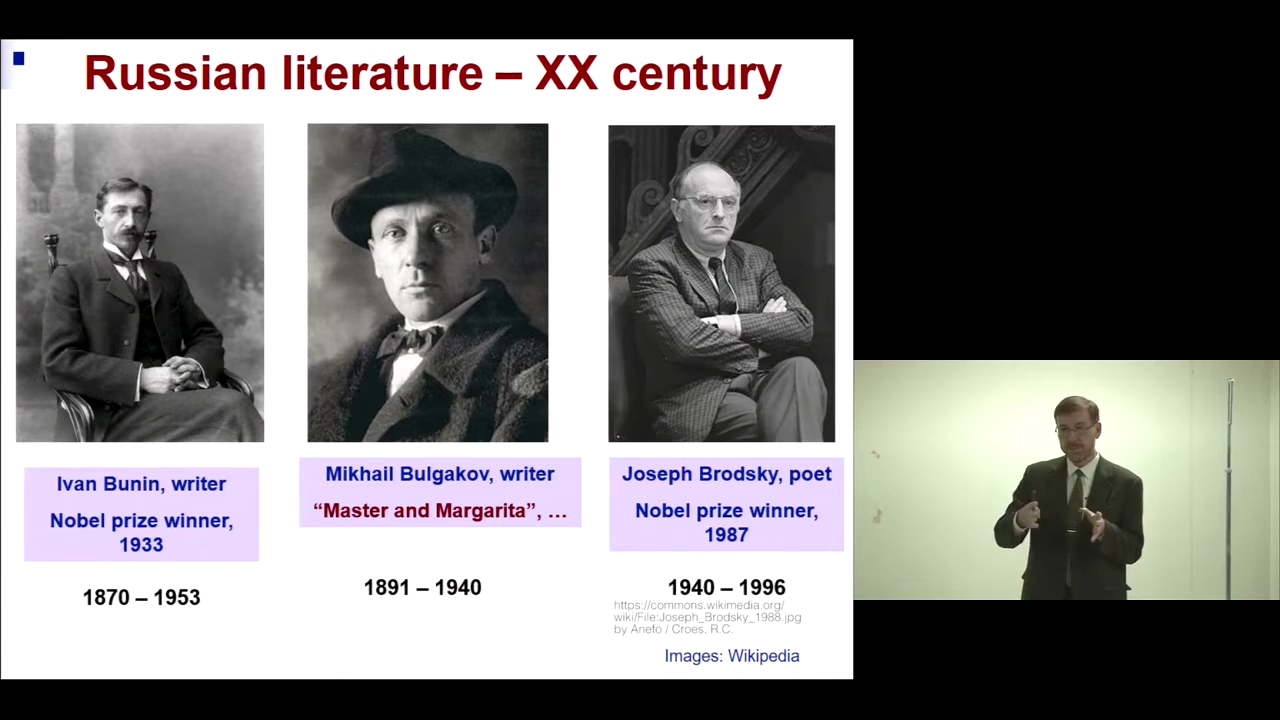 Russian literature – XX century
Ivan Bunin, writer
Nobel prize winner,
1933
1870 – 1953
Mikhail Bulgakov, writer
“Master and Margarita”, …
1891 – 1940
Joseph Brodsky, poet
Nobel prize winner,
1987
1940 – 1996
https://commons.wikimedia.org/
wiki/File:Joseph_Brodsky_1988.jpg
by Anefo / Croes, R.C.
Images: Wikipedia